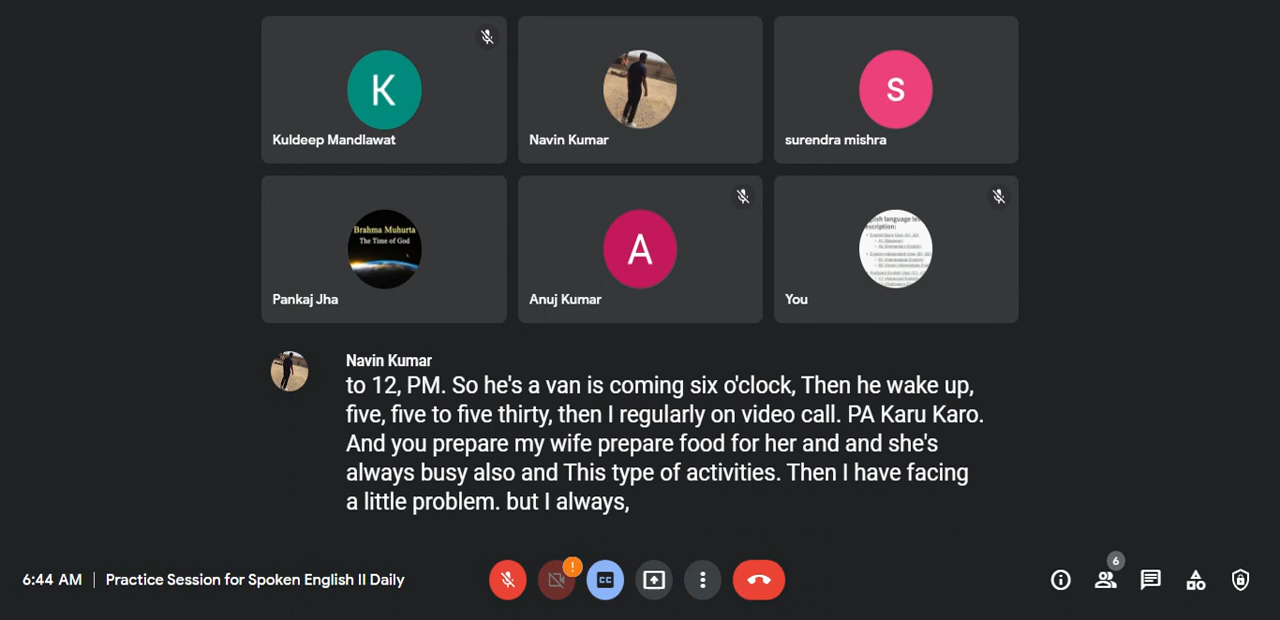 K
Kuldeep Mandlawat
Navin Kumar
S
surendra mishra
Brahma Muhurta
The Time of God
Pankaj Jha
A
Anuj Kumar
You
Navin Kumar
to 12, PM. So he's a van is coming six o'clock, Then he wake up,
five, five to five thirty, then I regularly on video call. PA Karu Karo.
And you prepare my wife prepare food for her and and she's
always busy also and This type of activities. Then I have facing
a little problem. but I always,
6:44 AM
Practice Session for Spoken English II Daily
!
CC
6